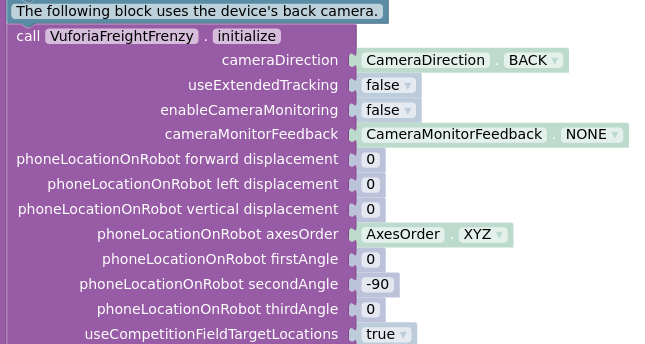 The following block uses the device's back camera.
call VuforiaFreightFrenzy . initialize
cameraDirection CameraDirection . BACK
useExtendedTracking false
enableCameraMonitoring false
cameraMonitorFeedback CameraMonitorFeedback . NONE
phoneLocationOnRobot forward displacement 0
phoneLocationOnRobot left displacement 0
phoneLocationOnRobot vertical displacement 0
phoneLocationOnRobot axesOrder AxesOrder . XYZ
phoneLocationOnRobot firstAngle 0
phoneLocationOnRobot secondAngle -90
phoneLocationOnRobot thirdAngle 0
useCompetitionFieldTargetLocations true